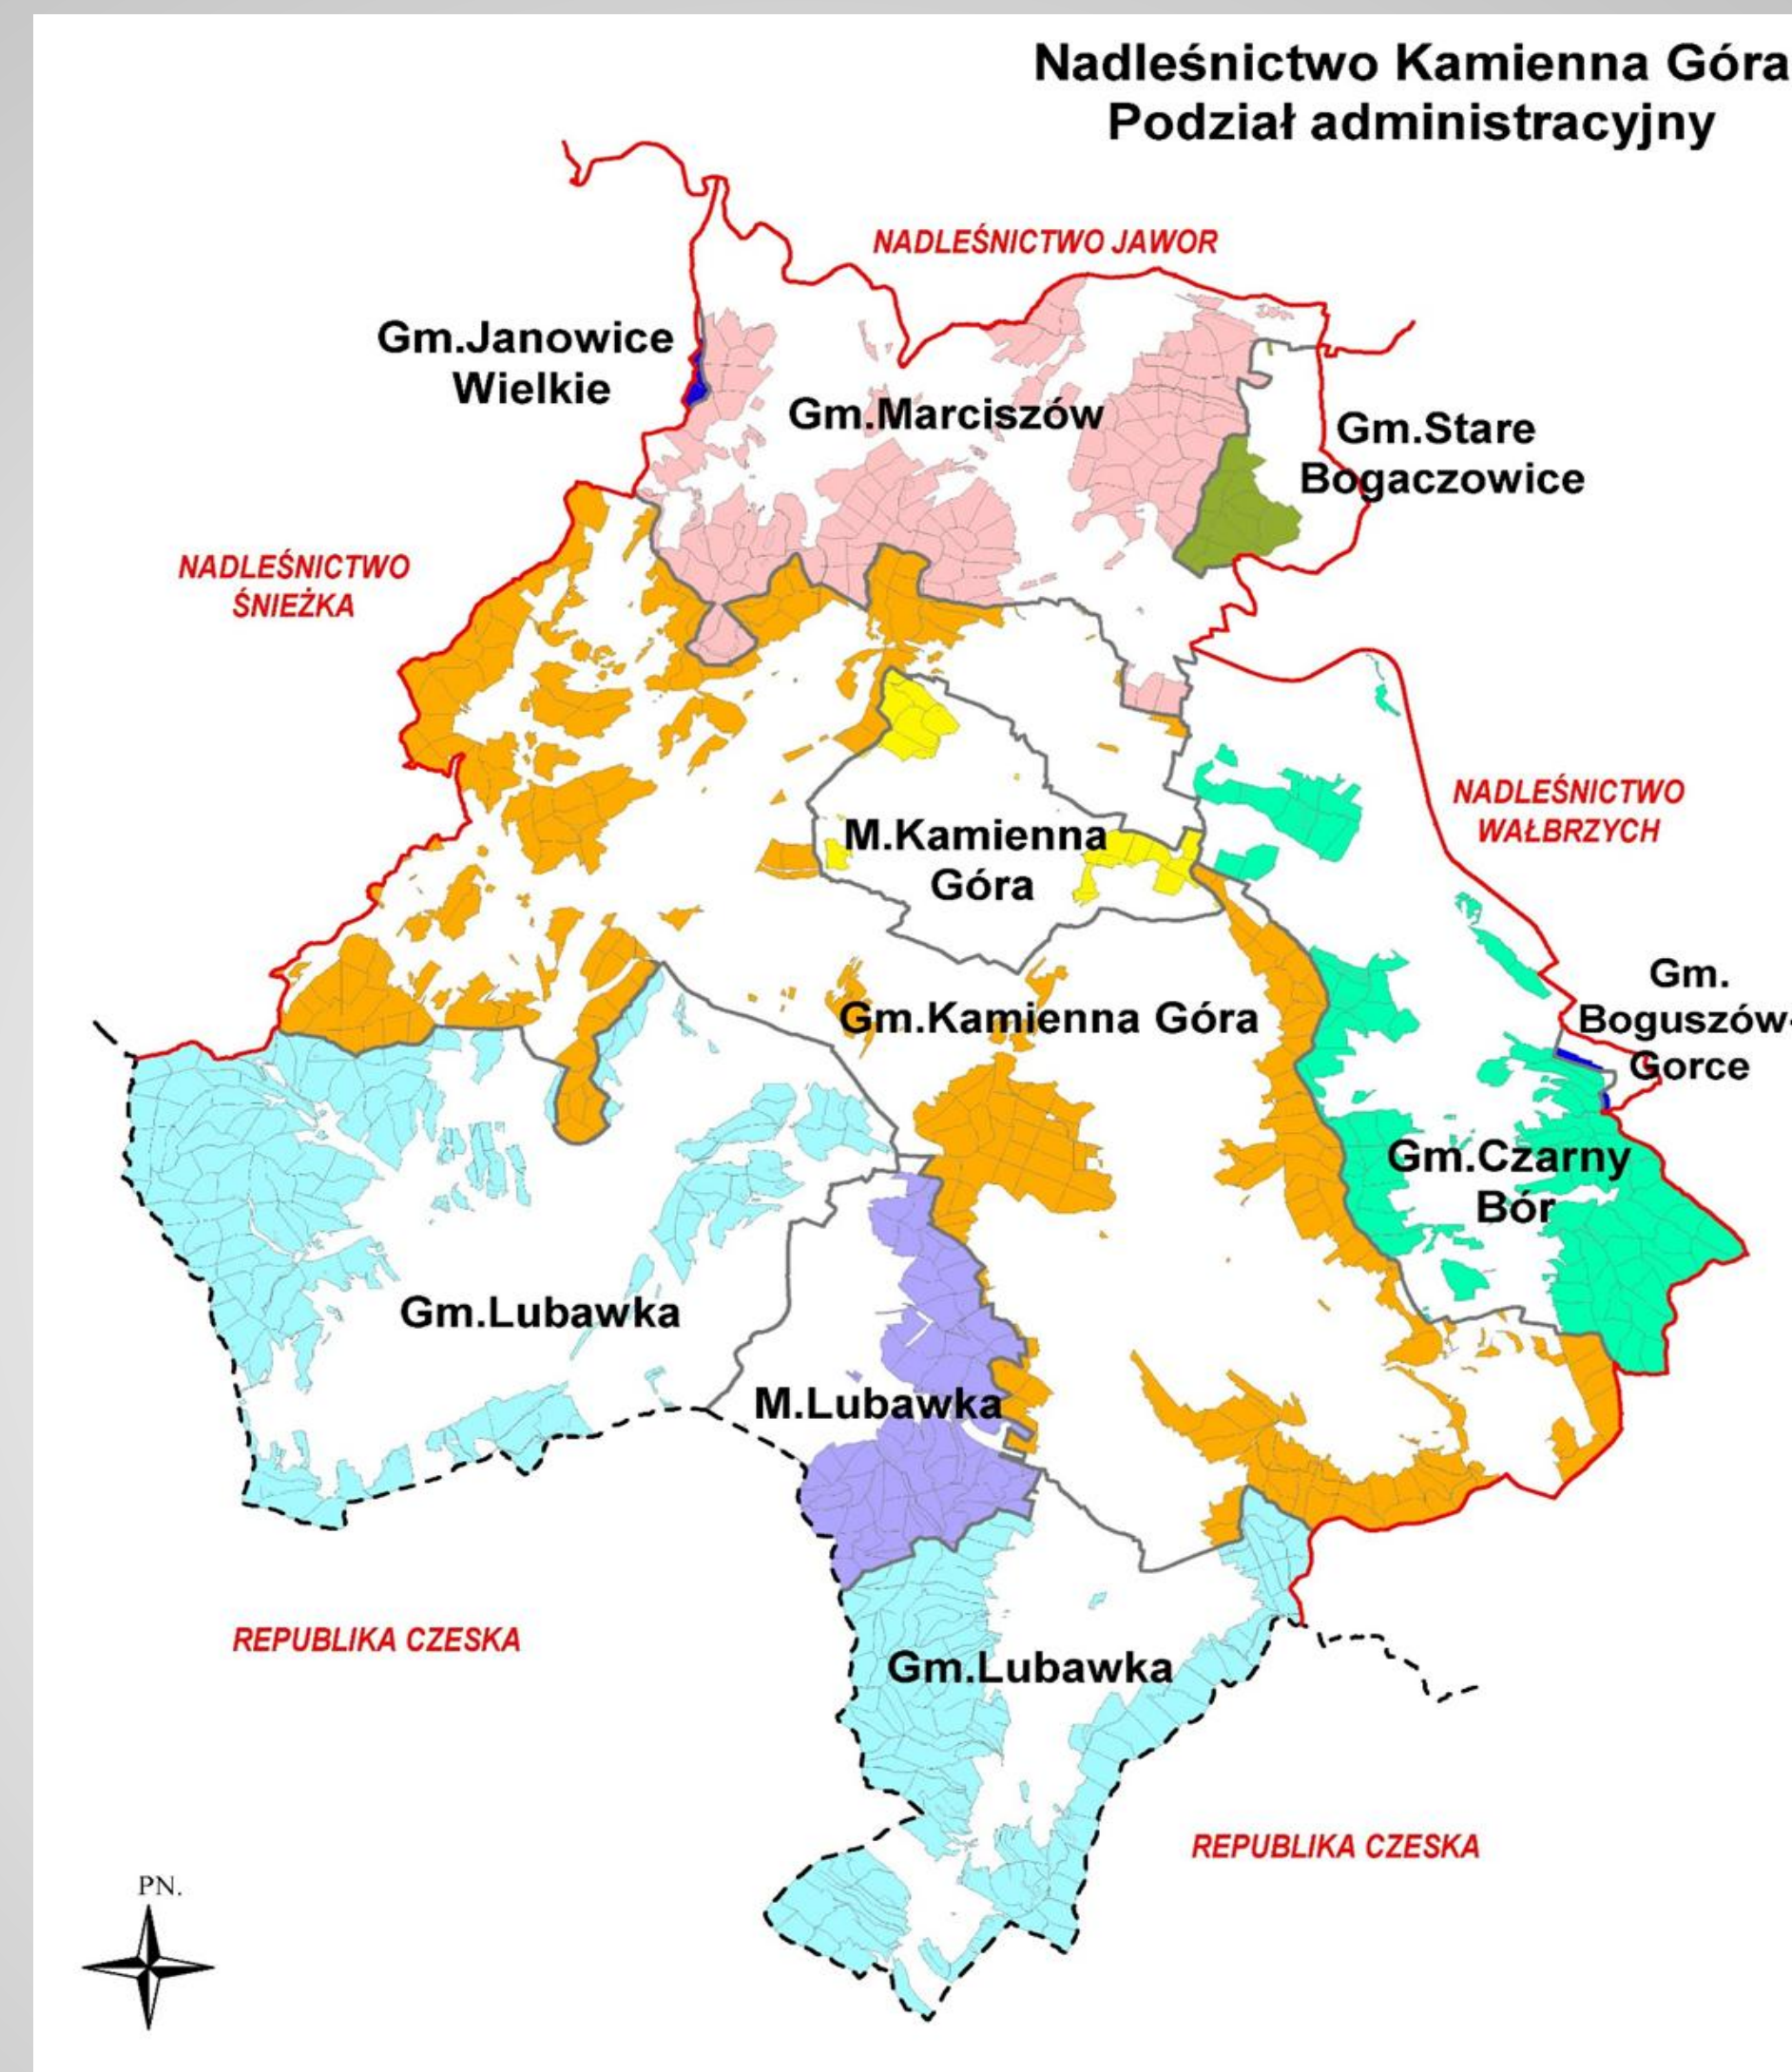 Nadleśnictwo Kamienna Góra
Podział administracyjny
NADLEŚNICTWO JAWOR
Gm.Janowice
Wielkie
Gm.Marciszów
Gm.Stare
Bogaczowice
NADLEŚNICTWO
ŚNIEŻKA
NADLEŚNICTWO
WAŁBRZYCH
M.Kamienna
Góra
Gm.
Boguszów-
Gorce
Gm.Kamienna Góra
Gm.Czarny
Bór
Gm.Lubawka
M.Lubawka
REPUBLIKA CZESKA
Gm.Lubawka
REPUBLIKA CZESKA
PN.